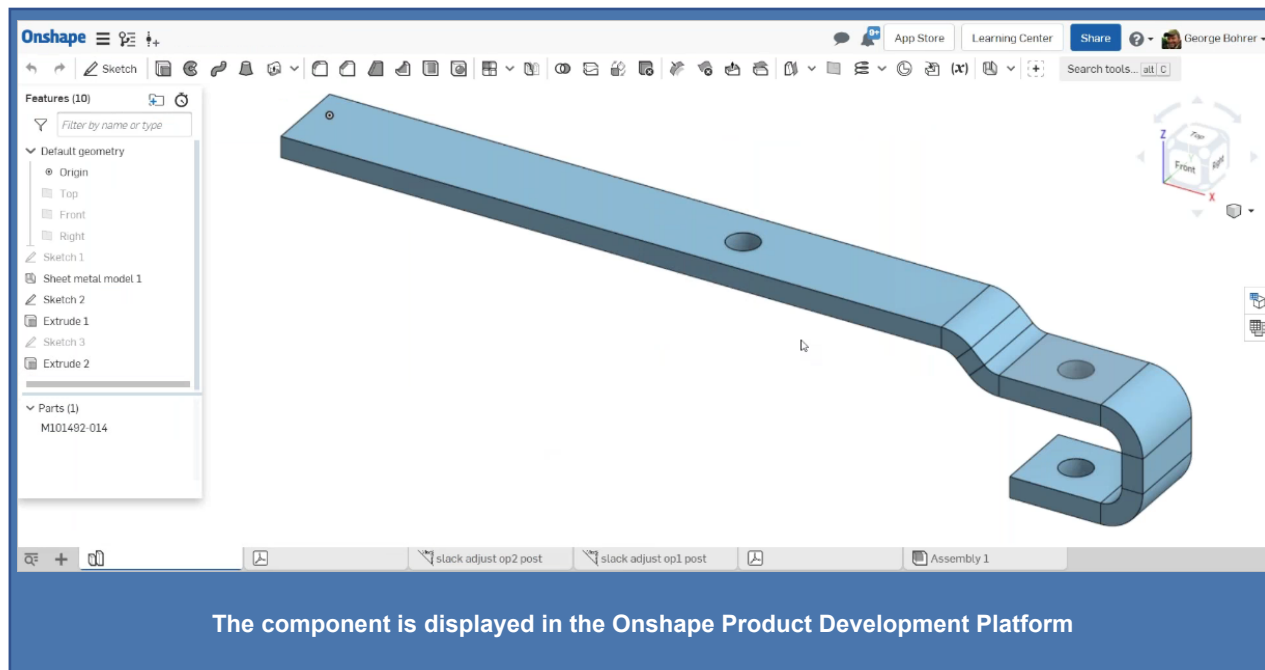 Onshape
App Store
Learning Center
Share
George Bohrer
Sketch
(x)
Search tools... alt C
Features (10)
Filter by name or type
Default geometry
Origin
Top
Front
Right
Sketch 1
Sheet metal model 1
Sketch 2
Extrude 1
Sketch 3
Extrude 2
Parts (1)
M101492-014
Z
Top
Front
Right
X
slack adjust op2 post
slack adjust op1 post
Assembly 1
The component is displayed in the Onshape Product Development Platform